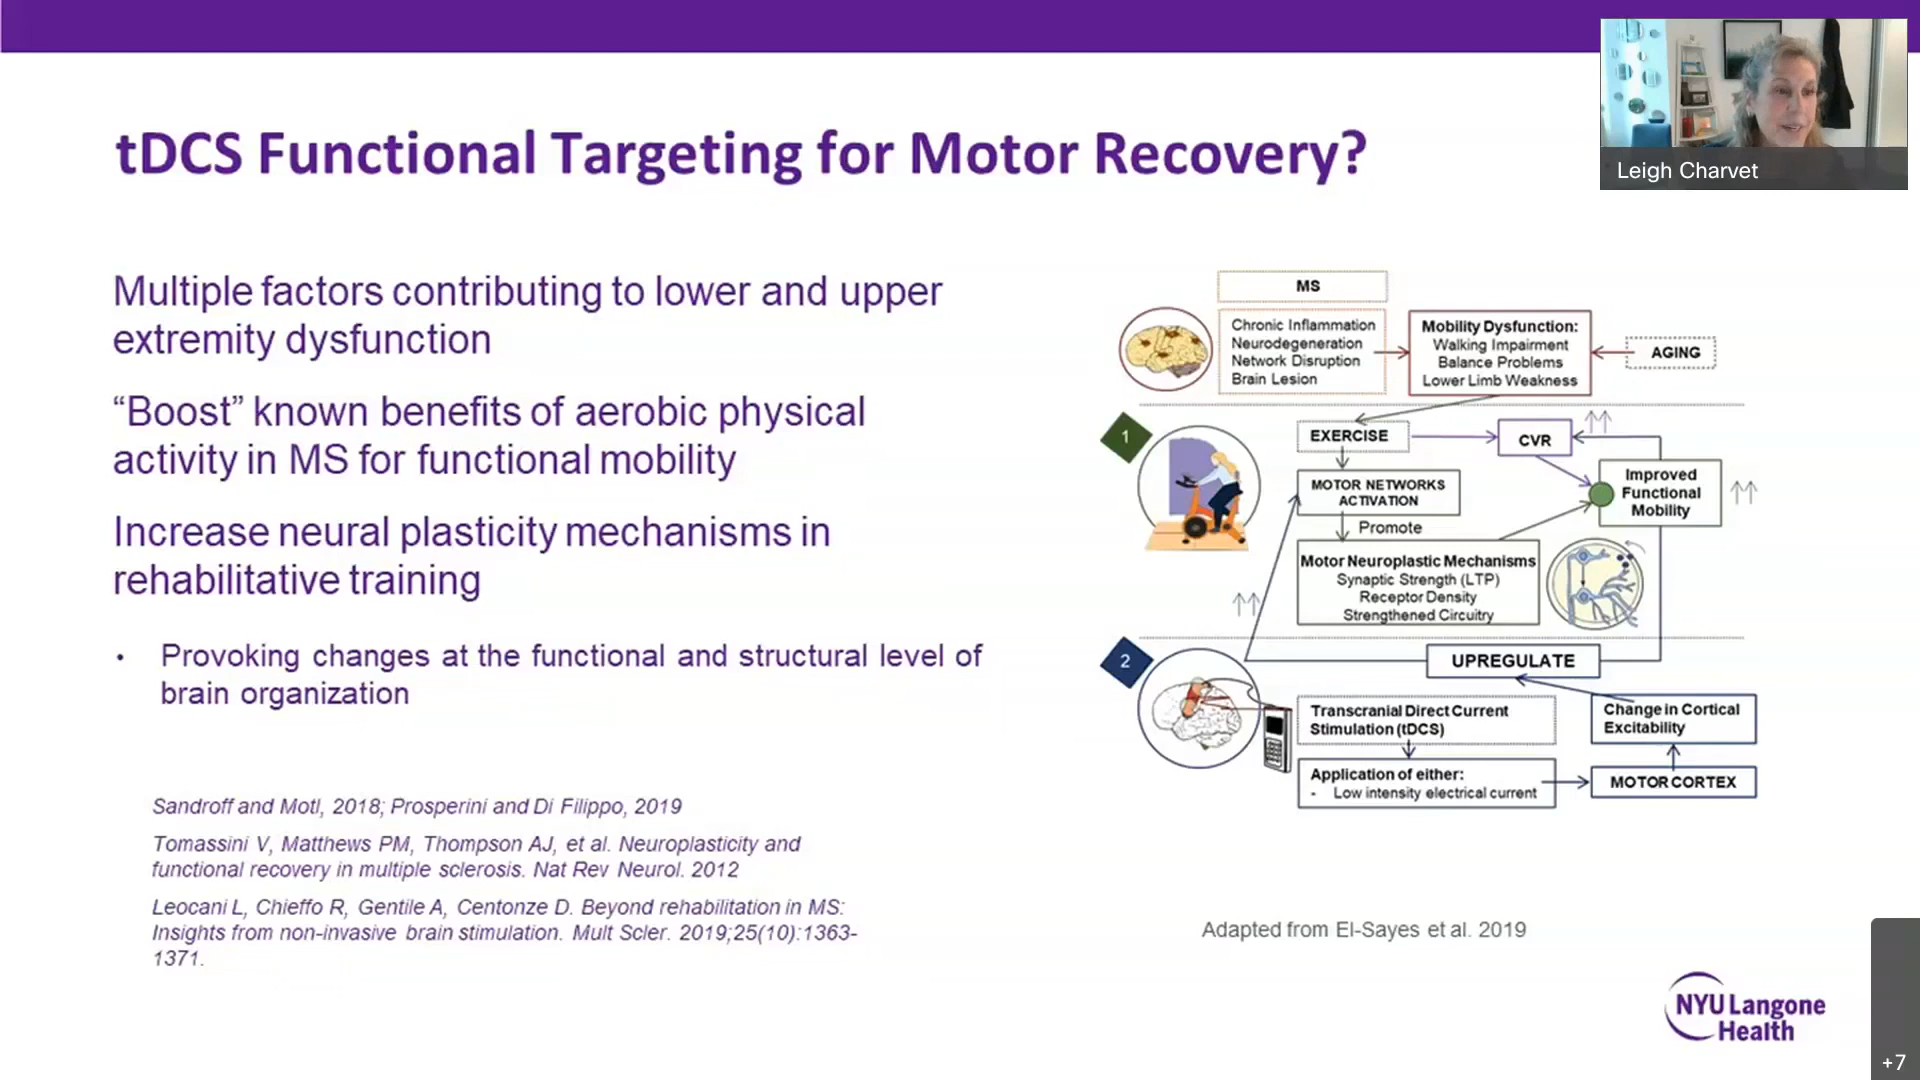 Leigh Charvet
tDCS Functional Targeting for Motor Recovery?
Multiple factors contributing to lower and upper
extremity dysfunction
“Boost” known benefits of aerobic physical
activity in MS for functional mobility
Increase neural plasticity mechanisms in
rehabilitative training
• Provoking changes at the functional and structural level of
brain organization
Sandroff and Motl, 2018; Prosperini and Di Filippo, 2019
Tomassini V, Matthews PM, Thompson AJ, et al. Neuroplasticity and
functional recovery in multiple sclerosis. Nat Rev Neurol. 2012
Leocani L, Chieffo R, Gentile A, Centonze D. Beyond rehabilitation in MS:
Insights from non-invasive brain stimulation. Mult Scler. 2019;25(10):1363-
1371.
MS
Chronic Inflammation
Neurodegeneration
Network Disruption
Brain Lesion
Mobility Dysfunction:
Walking Impairment
Balance Problems
Lower Limb Weakness
AGING
1
EXERCISE
CVR
MOTOR NETWORKS
ACTIVATION
Improved
Functional
Mobility
Promote
Motor Neuroplastic Mechanisms
Synaptic Strength (LTP)
Receptor Density
Strengthened Circuitry
2
UPREGULATE
Transcranial Direct Current
Stimulation (tDCS)
Change in Cortical
Excitability
Application of either:
- Low intensity electrical current
MOTOR CORTEX
Adapted from El-Sayes et al. 2019
NYU Langone
Health
+7